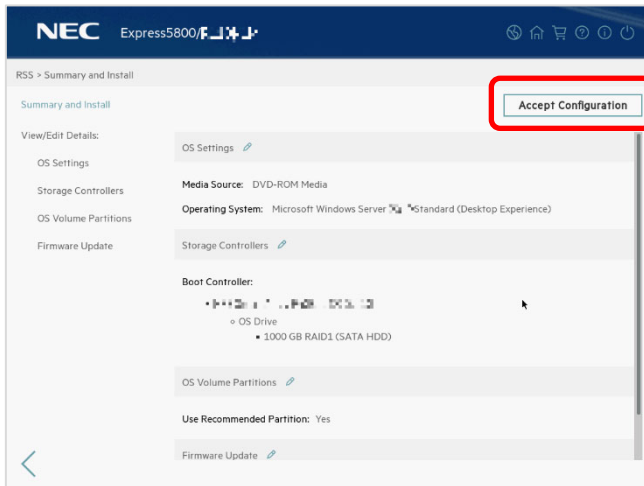 NEC Express5800/
RSS > Summary and Install
Summary and Install
Accept Configuration
View/Edit Details:
OS Settings
Storage Controllers
OS Volume Partitions
Firmware Update
OS Settings
Media Source: DVD-ROM Media
Operating System: Microsoft Windows Server Standard (Desktop Experience)
Storage Controllers
Boot Controller:
OS Drive
1000 GB RAID1 (SATA HDD)
OS Volume Partitions
Use Recommended Partition: Yes
Firmware Update